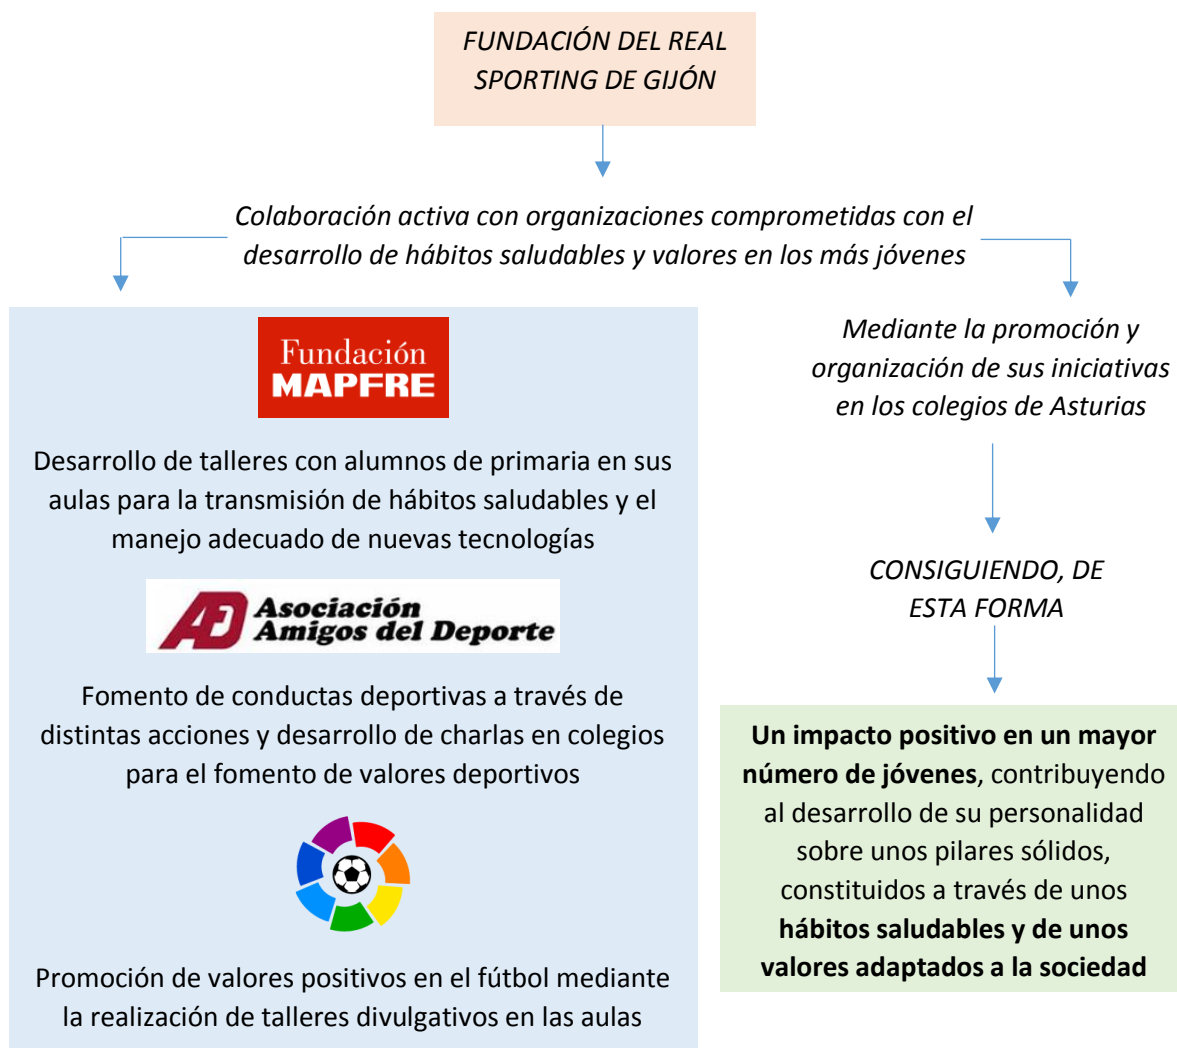 FUNDACIÓN DEL REAL
SPORTING DE GIJÓN
Colaboración activa con organizaciones comprometidas con el
desarrollo de hábitos saludables y valores en los más jóvenes
Fundación
MAPFRE
Desarrollo de talleres con alumnos de primaria en sus
aulas para la transmisión de hábitos saludables y el
manejo adecuado de nuevas tecnologías
AD Asociación
Amigos del Deporte
Fomento de conductas deportivas a través de
distintas acciones y desarrollo de charlas en colegios
para el fomento de valores deportivos
Promoción de valores positivos en el fútbol mediante
la realización de talleres divulgativos en las aulas
Mediante la promoción y
organización de sus iniciativas
en los colegios de Asturias
CONSIGUIENDO, DE
ESTA FORMA
Un impacto positivo en un mayor
número de jóvenes, contribuyendo
al desarrollo de su personalidad
sobre unos pilares sólidos,
constituidos a través de unos
hábitos saludables y de unos
valores adaptados a la sociedad